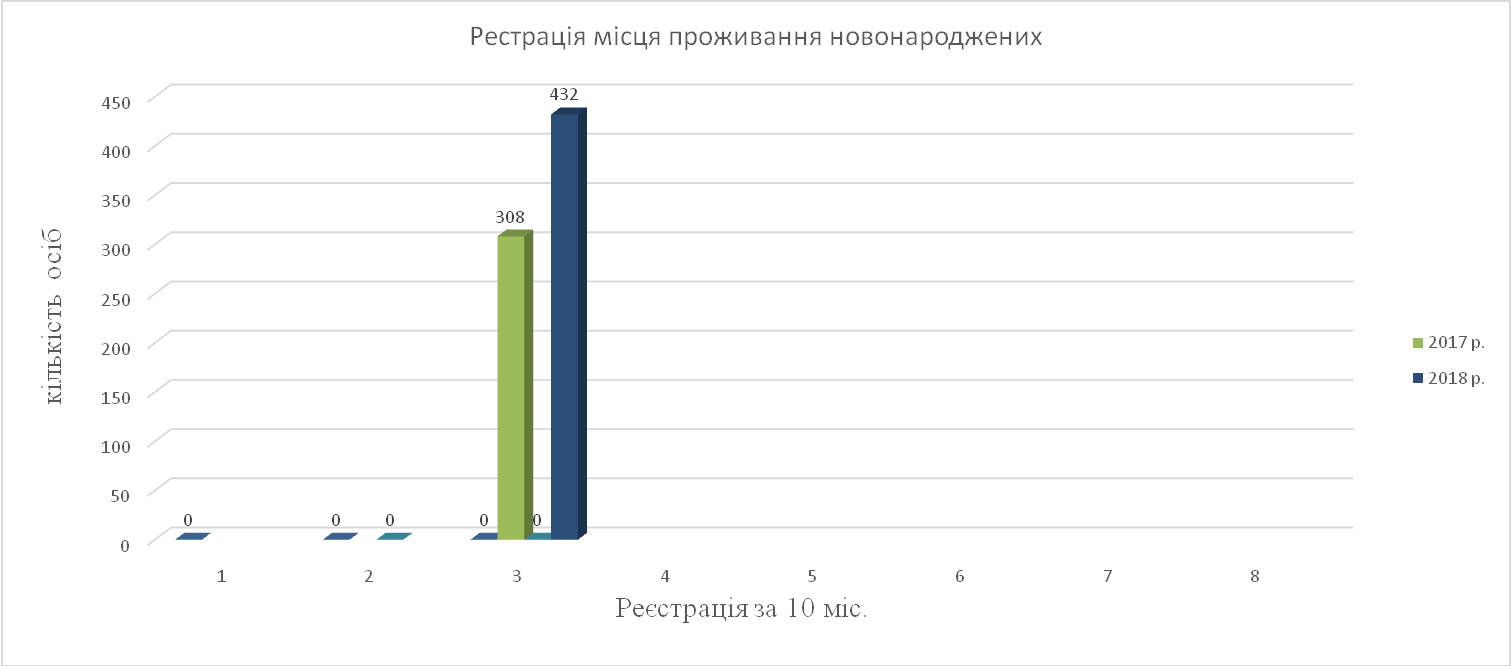 Рестрація місця проживання новонароджених
450
400
350
300
250
200
150
100
50
0
кількість осіб
0
0
0
0
308
0
432
1 2 3 4 5 6 7 8
Реєстрація за 10 міс.
2017 р.
2018 р.